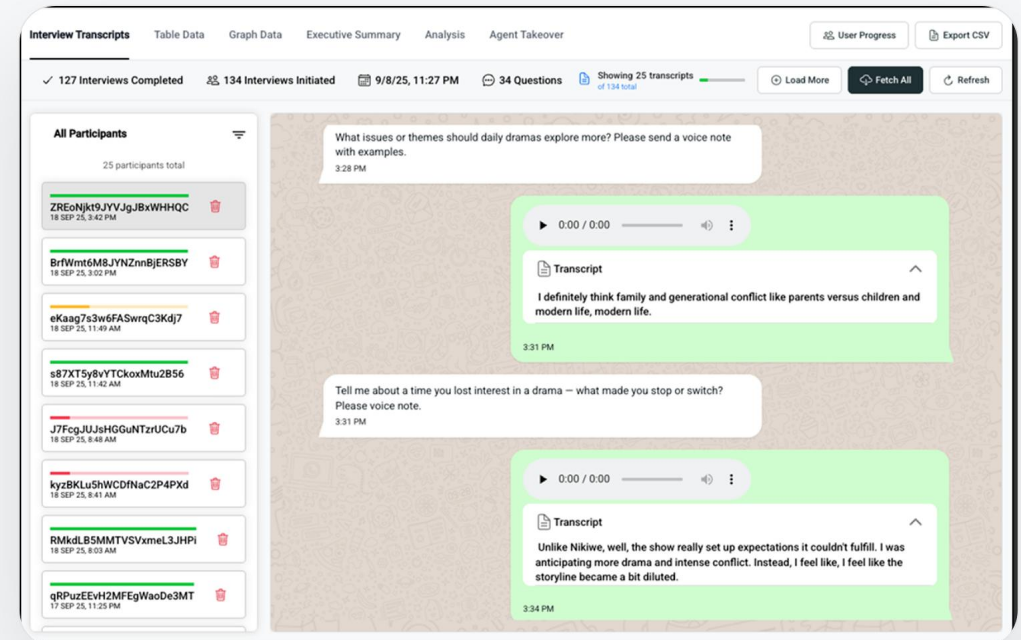 Interview Transcripts
Table Data
Graph Data
Executive Summary
Analysis
Agent Takeover
User Progress
Export CSV
127 Interviews Completed
134 Interviews Initiated
9/8/25, 11:27 PM
34 Questions
Showing 25 transcripts
of 134 total
Load More
Fetch All
Refresh
All Participants
25 participants total
ZREoNjkt9JYVJgJBxWHHQC
18 SEP 25, 3:42 PM
BrfWmt6M8JYNZnnBjERSBY
18 SEP 25, 3:02 PM
eKaag7s3w6FASwrqC3Kdj7
18 SEP 25, 11:49 AM
s87XT5y8vYTCkoxMtu2B56
18 SEP 25, 11:42 AM
J7FcgJUJsHGGuNTzrUCu7b
18 SEP 25, 8:48 AM
kyzBKLu5hWCDfNaC2P4PXd
18 SEP 25, 8:41 AM
RMkdLB5MMTVSVxmeL3JHPi
18 SEP 25, 8:03 AM
qRPuzEEvH2MFEgWaoDe3MT
17 SEP 25, 11:25 PM
What issues or themes should daily dramas explore more? Please send a voice note
with examples.
3:28 PM
0:00 / 0:00
Transcript
I definitely think family and generational conflict like parents versus children and
modern life, modern life.
3:31 PM
Tell me about a time you lost interest in a drama — what made you stop or switch?
Please voice note.
3:31 PM
0:00 / 0:00
Transcript
Unlike Nikiwe, well, the show really set up expectations it couldn't fulfill. I was
anticipating more drama and intense conflict. Instead, I feel like, I feel like the
storyline became a bit diluted.
3:34 PM